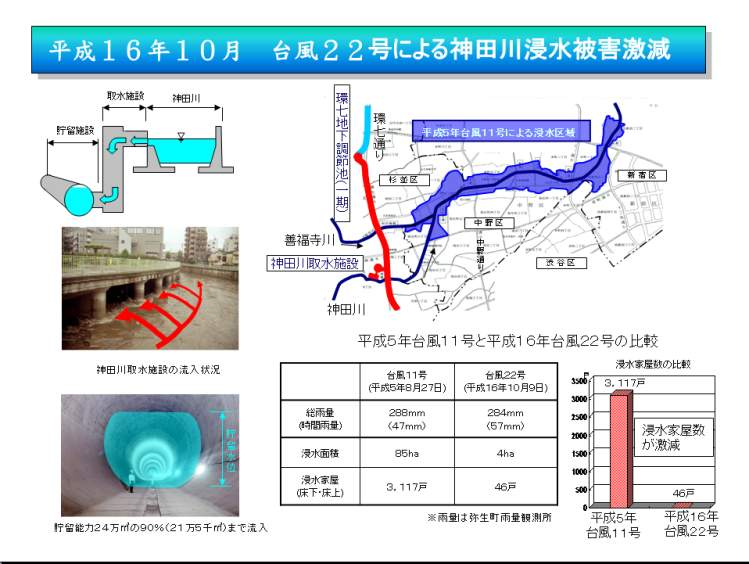 平成16年10月　台風22号による神田川浸水被害激減
取水施設
神田川
貯留施設
神田川取水施設の流入状況
貯留水位
貯留能力24万㎥の90%(21万5千㎥)まで流入
環七地下調節池(一期)
環七通り
平成5年台風11号による浸水区域
杉並区
新宿区
中野区
中野通り
渋谷区
善福寺川
神田川取水施設
神田川
平成5年台風11号と平成16年台風22号の比較
台風11号
(平成5年8月27日)
台風22号
(平成16年10月9日)
総雨量
(時間雨量)
288mm
(47mm)
284mm
(57mm)
浸水面積
85ha
4ha
浸水家屋
(床下・床上)
3,117戸
46戸
※雨量は弥生町雨量観測所
浸水家屋数の比較
戸
3500
3000
2500
2000
1500
1000
500
0
3,117戸
浸水家屋数
が激減
46戸
平成5年
台風11号
平成16年
台風22号